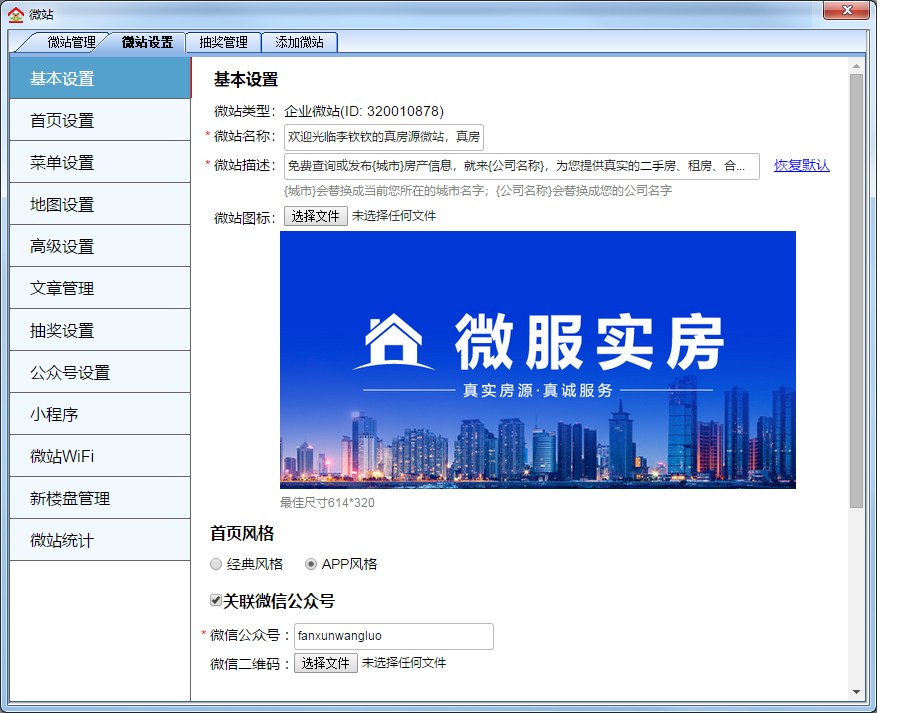 微站
微站管理 微站设置 抽奖管理 添加微站
基本设置
首页设置
菜单设置
地图设置
高级设置
文章管理
抽奖设置
公众号设置
小程序
微站WiFi
新楼盘管理
微站统计
基本设置
微站类型: 企业微站(ID: 320010878)
* 微站名称: 欢迎光临李钦钦的真房源微站，真房
* 微站描述: 免费查询或发布{城市}房产信息，就来{公司名称}，为您提供真实的二手房、租房、合... 恢复默认
{城市}会替换成当前您所在的城市名字；{公司名称}会替换成您的公司名字
微站图标: 选择文件 未选择任何文件
微服实房
真实房源·真诚服务
最佳尺寸614*320
首页风格
经典风格 APP风格
关联微信公众号
* 微信公众号： fanxunwangluo
微信二维码： 选择文件 未选择任何文件